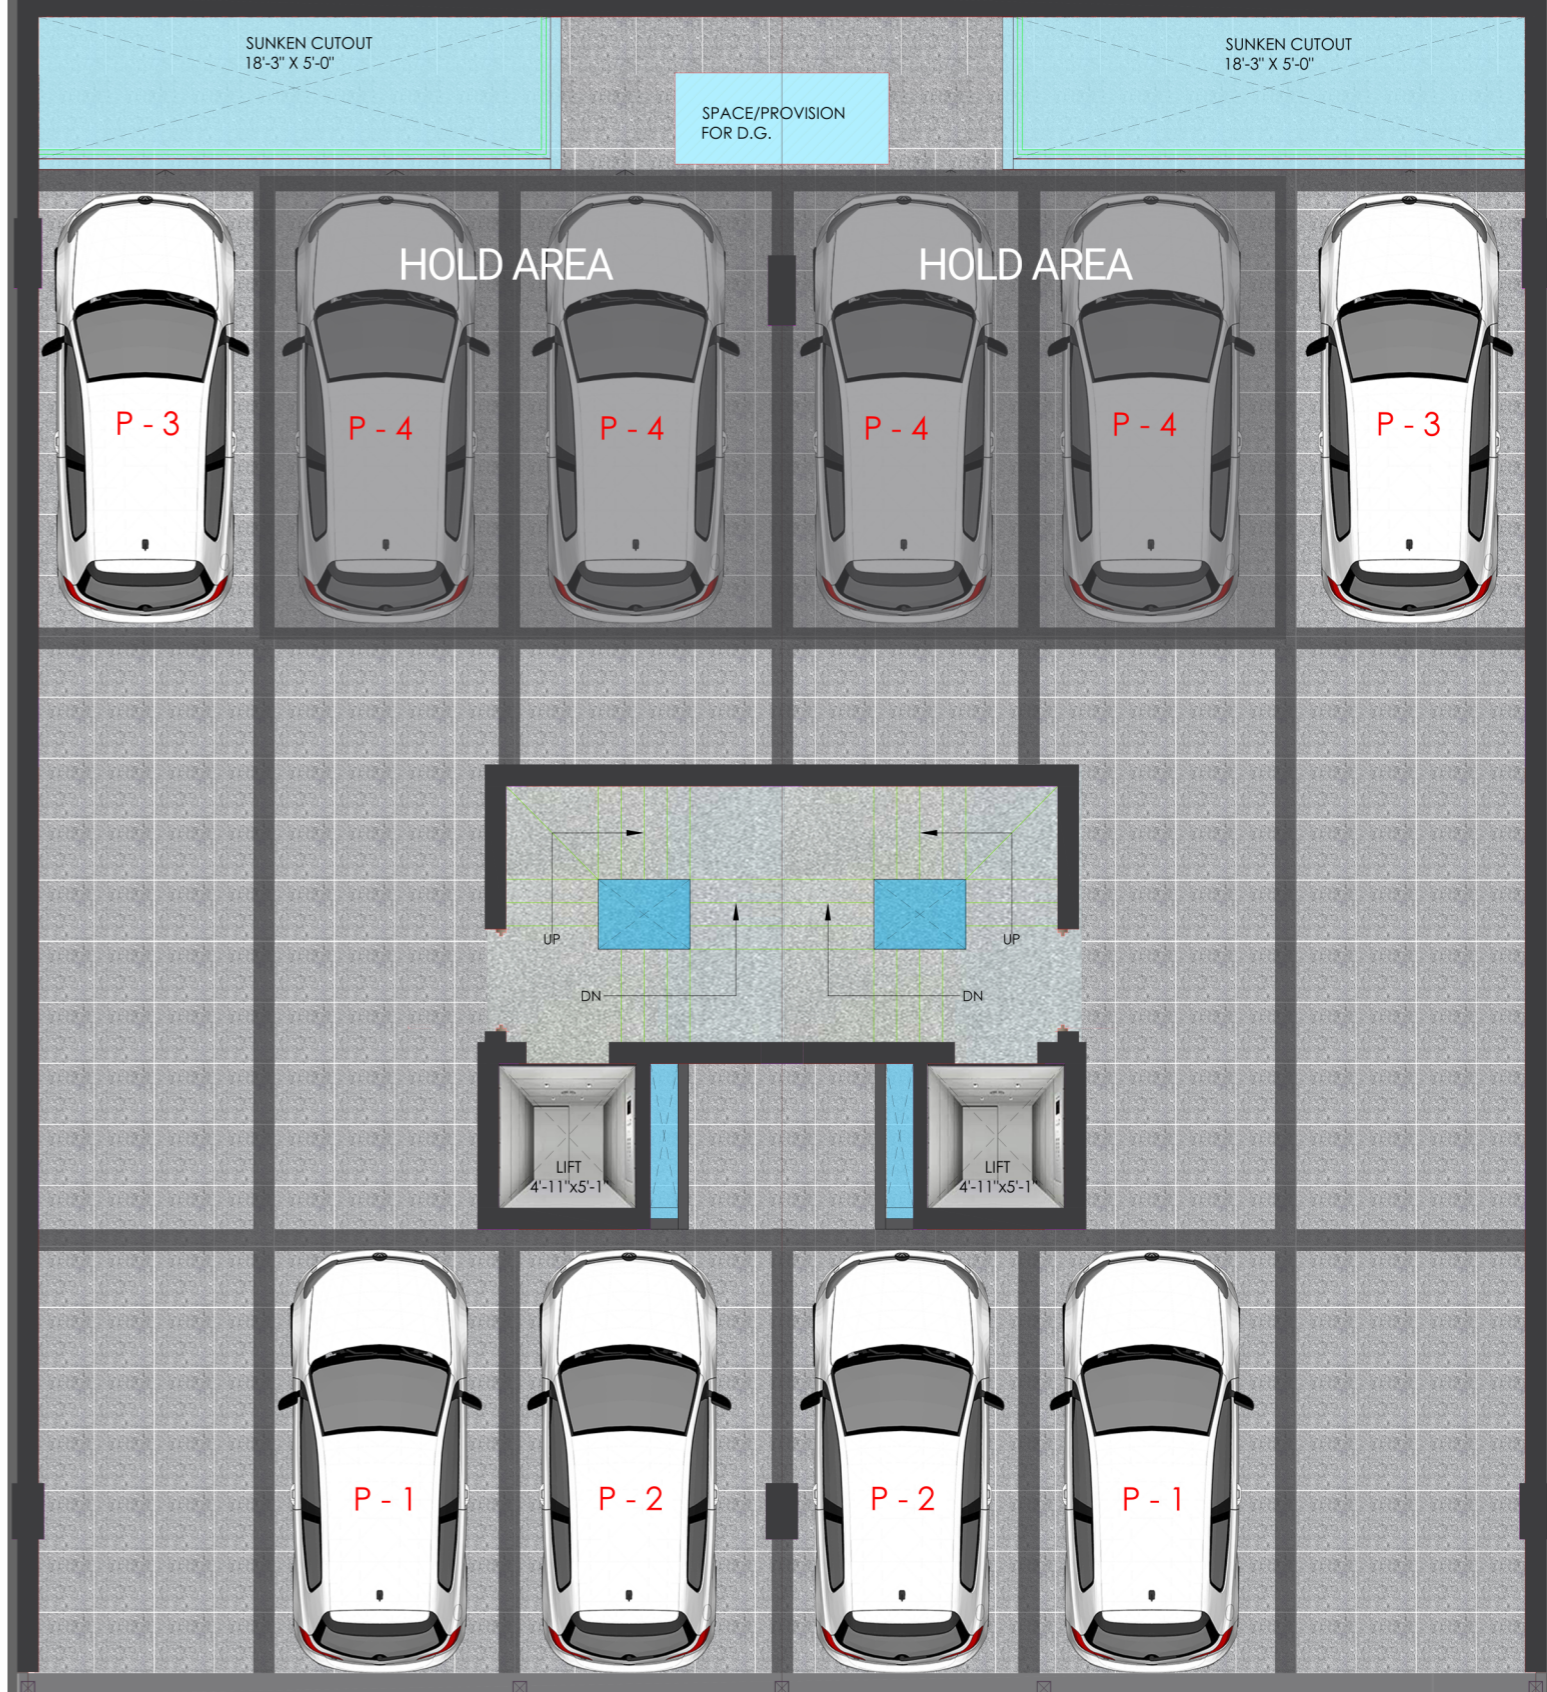 SUNKEN CUTOUT
18'-3" X 5'-0"
SUNKEN CUTOUT
18'-3" X 5'-0"
SPACE/PROVISION
FOR D.G.
HOLD AREA
HOLD AREA
P - 3
P - 4
P - 4
P - 4
P - 4
P - 3
UP
UP
DN
DN
LIFT
4'-11"x5'-1"
LIFT
4'-11"x5'-1"
P - 1
P - 2
P - 2
P - 1